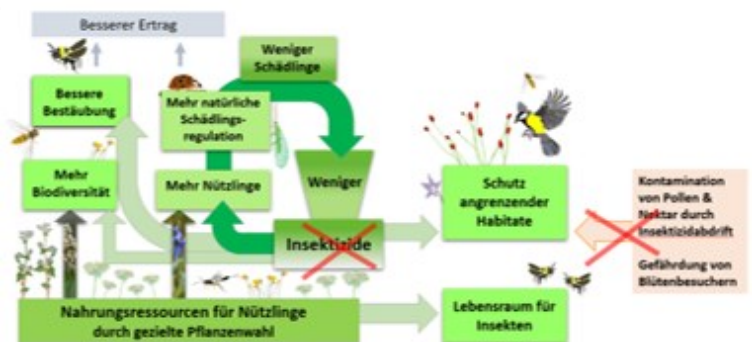 Besserer Ertrag
Bessere
Bestäubung
Mehr
Biodiversität
Mehr natürliche
Schädlings-
regulation
Mehr Nützlinge
Weniger
Schädlinge
Weniger
Insektizide
Schutz
angrenzender
Habitate
Kontamination
von Pollen &
Nektar durch
Insektizidabdrift
Gefährdung von
Blütenbesuchern
Nahrungsressourcen für Nützlinge
durch gezielte Pflanzenwahl
Lebensraum für
Insekten